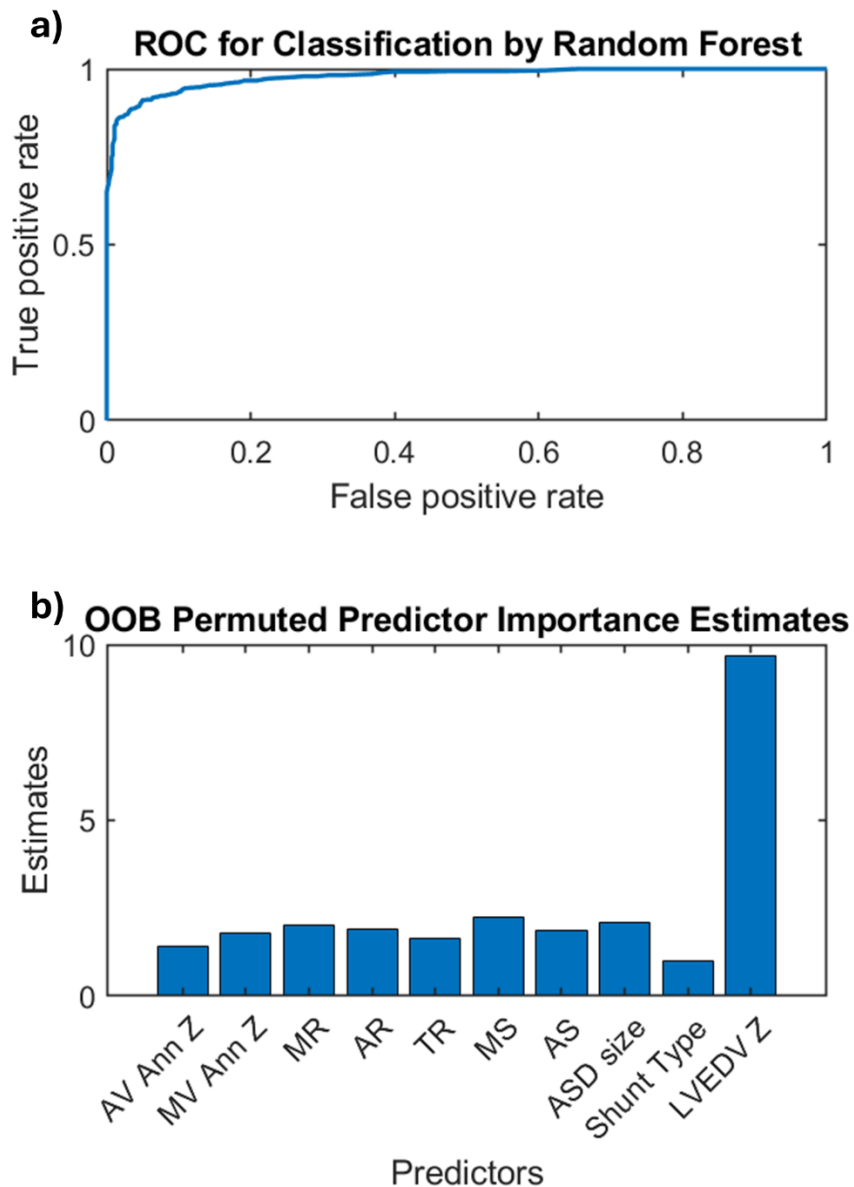 a)
ROC for Classification by Random Forest
1
0.5
0
True positive rate
0 0.2 0.4 0.6 0.8 1
False positive rate
b)
OOB Permuted Predictor Importance Estimates
10
5
0
Estimates
AV Ann Z
MV Ann Z
MR
AR
TR
MS
AS
ASD size
Shunt Type
LVEDV Z
Predictors